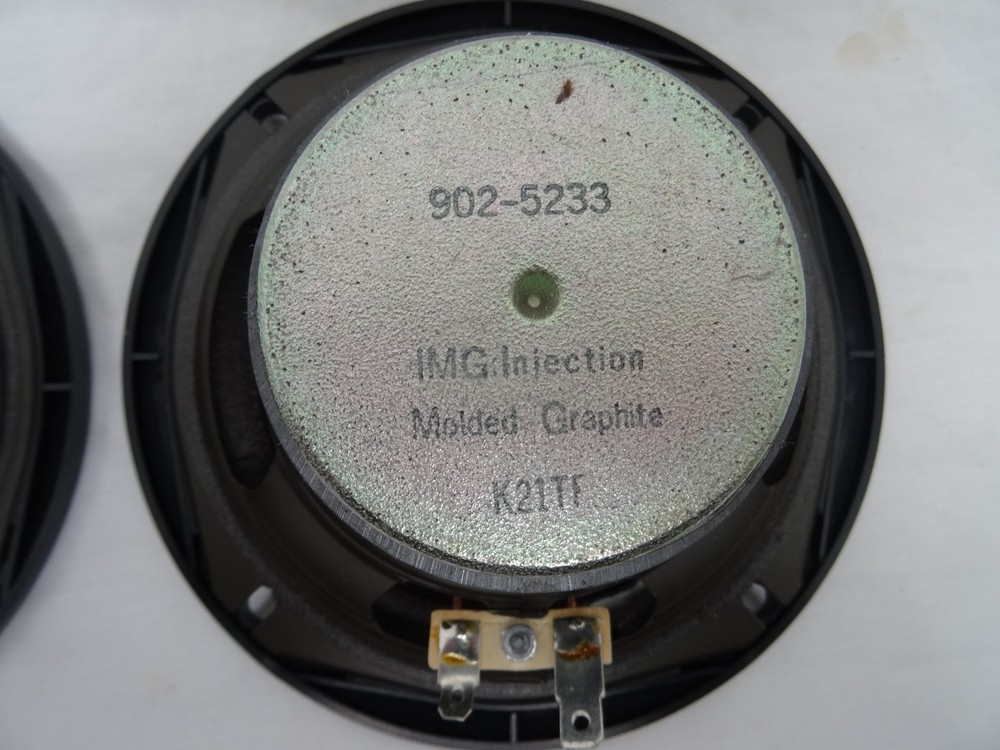 902-5233
IMG:Injection
Molded Graphite
K21TF